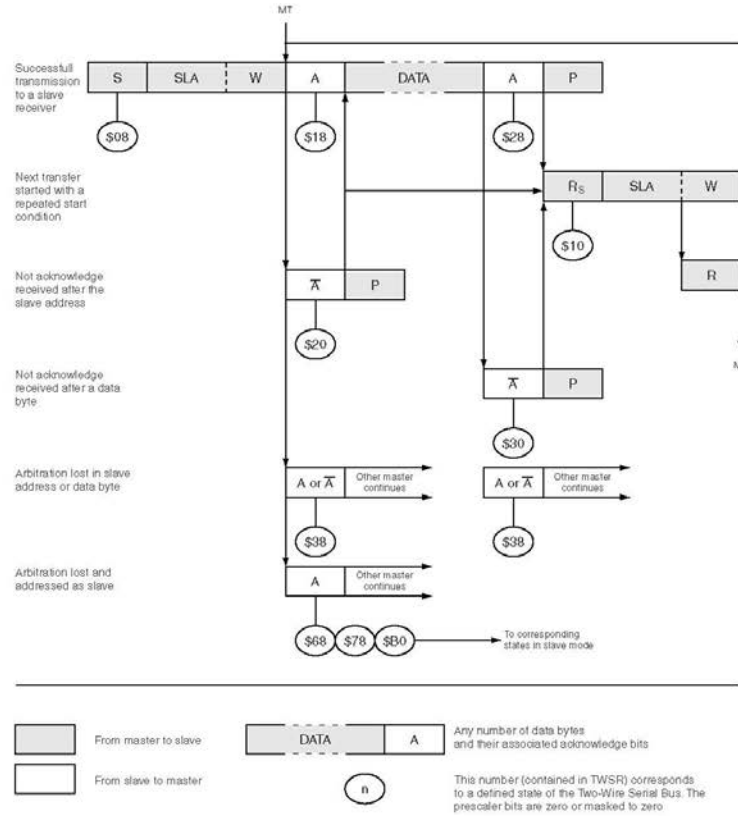 MT
Successfull
transmission
to a slave
receiver
S SLA W A DATA A P
$08 $18 $28
Next transfer
started with a
repeated start
condition
RS SLA W
$10
Not acknowledge
received after the
slave address
A̅ P
R
$20
Not acknowledge
received after a data
byte
A̅ P
$30
Arbitration lost in slave
address or data byte
A or A̅ Other master
continues
A or A̅ Other master
continues
$38 $38
Arbitration lost and
addressed as slave
A Other master
continues
$68 $78 $B0
To corresponding
states in slave mode
From master to slave
DATA A
Any number of data bytes
and their associated acknowledge bits
From slave to master
n
This number (contained in TWSR) corresponds
to a defined state of the Two-Wire Serial Bus. The
prescaler bits are zero or masked to zero